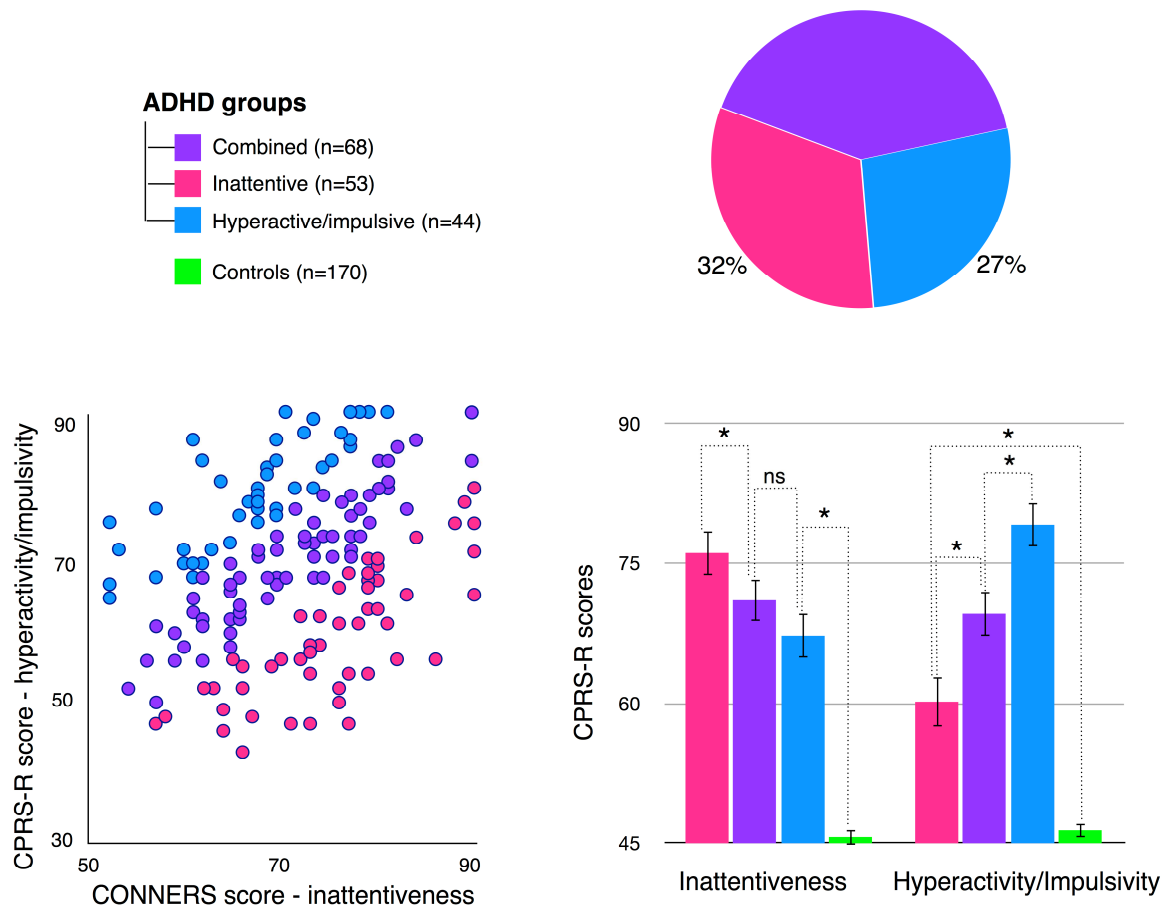 ADHD groups
Combined (n=68)
Inattentive (n=53)
Hyperactive/impulsive (n=44)
Controls (n=170)
32%
27%
CPRS-R score - hyperactivity/impulsivity
90
70
50
30
50
70
90
CONNERS score - inattentiveness
CPRS-R scores
90
75
60
45
*
ns
*
*
*
*
Inattentiveness
Hyperactivity/Impulsivity